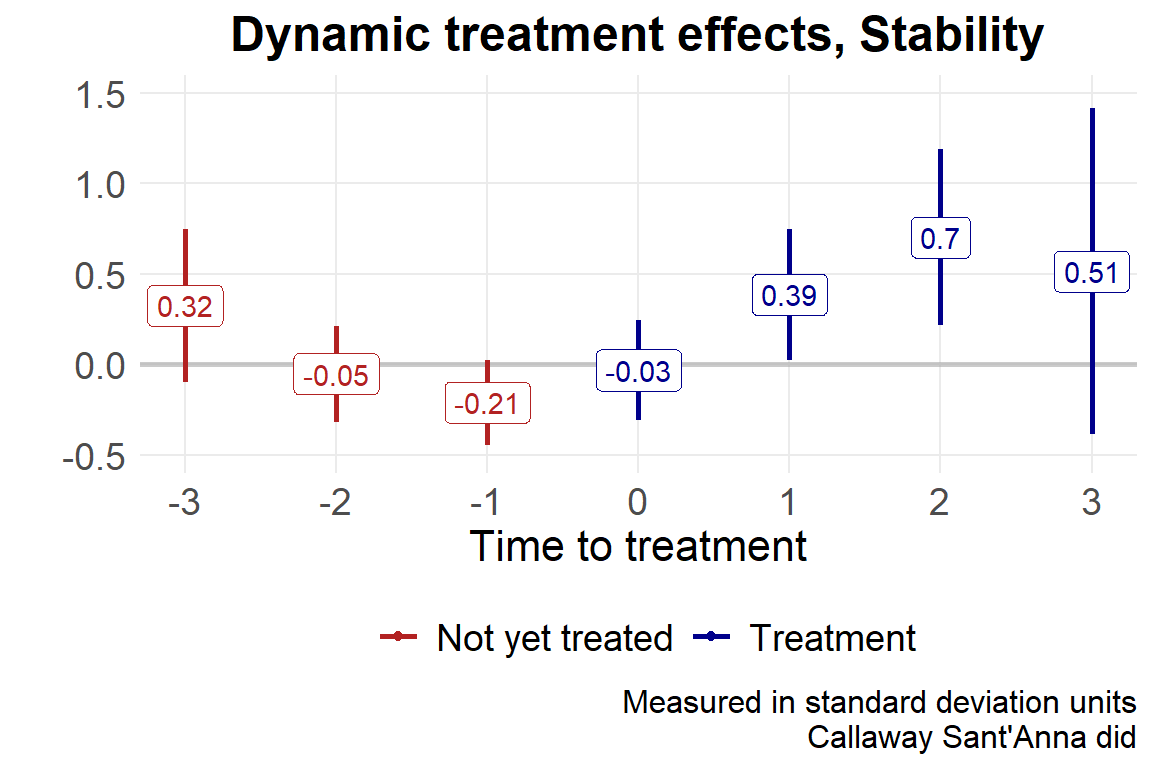 Dynamic treatment effects, Stability
1.5
1.0
0.5
0.0
-0.5
0.32
-0.05
-0.21
-0.03
0.39
0.7
0.51
-3 -2 -1 0 1 2 3
Time to treatment
Not yet treated Treatment
Measured in standard deviation units
Callaway Sant'Anna did